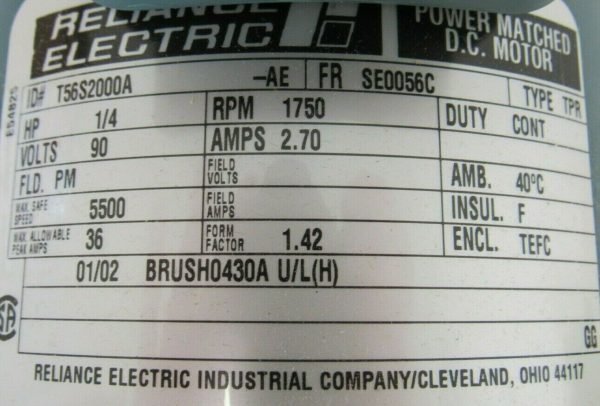 RELIANCE ELECTRIC
POWER MATCHED
D.C. MOTOR
ID# T56S2000A -AE FR SE0056C TYPE TPR
HP 1/4 RPM 1750 DUTY CONT
VOLTS 90 AMPS 2.70
FLD. PM FIELD VOLTS AMB. 40°C
MAX. SAFE SPEED 5500 FIELD AMPS INSUL. F
MAX. ALLOWABLE PEAK AMPS 36 FORM FACTOR 1.42 ENCL. TEFC
01/02 BRUSH0430A U/L(H)
GG
RELIANCE ELECTRIC INDUSTRIAL COMPANY/CLEVELAND, OHIO 44117
E54825